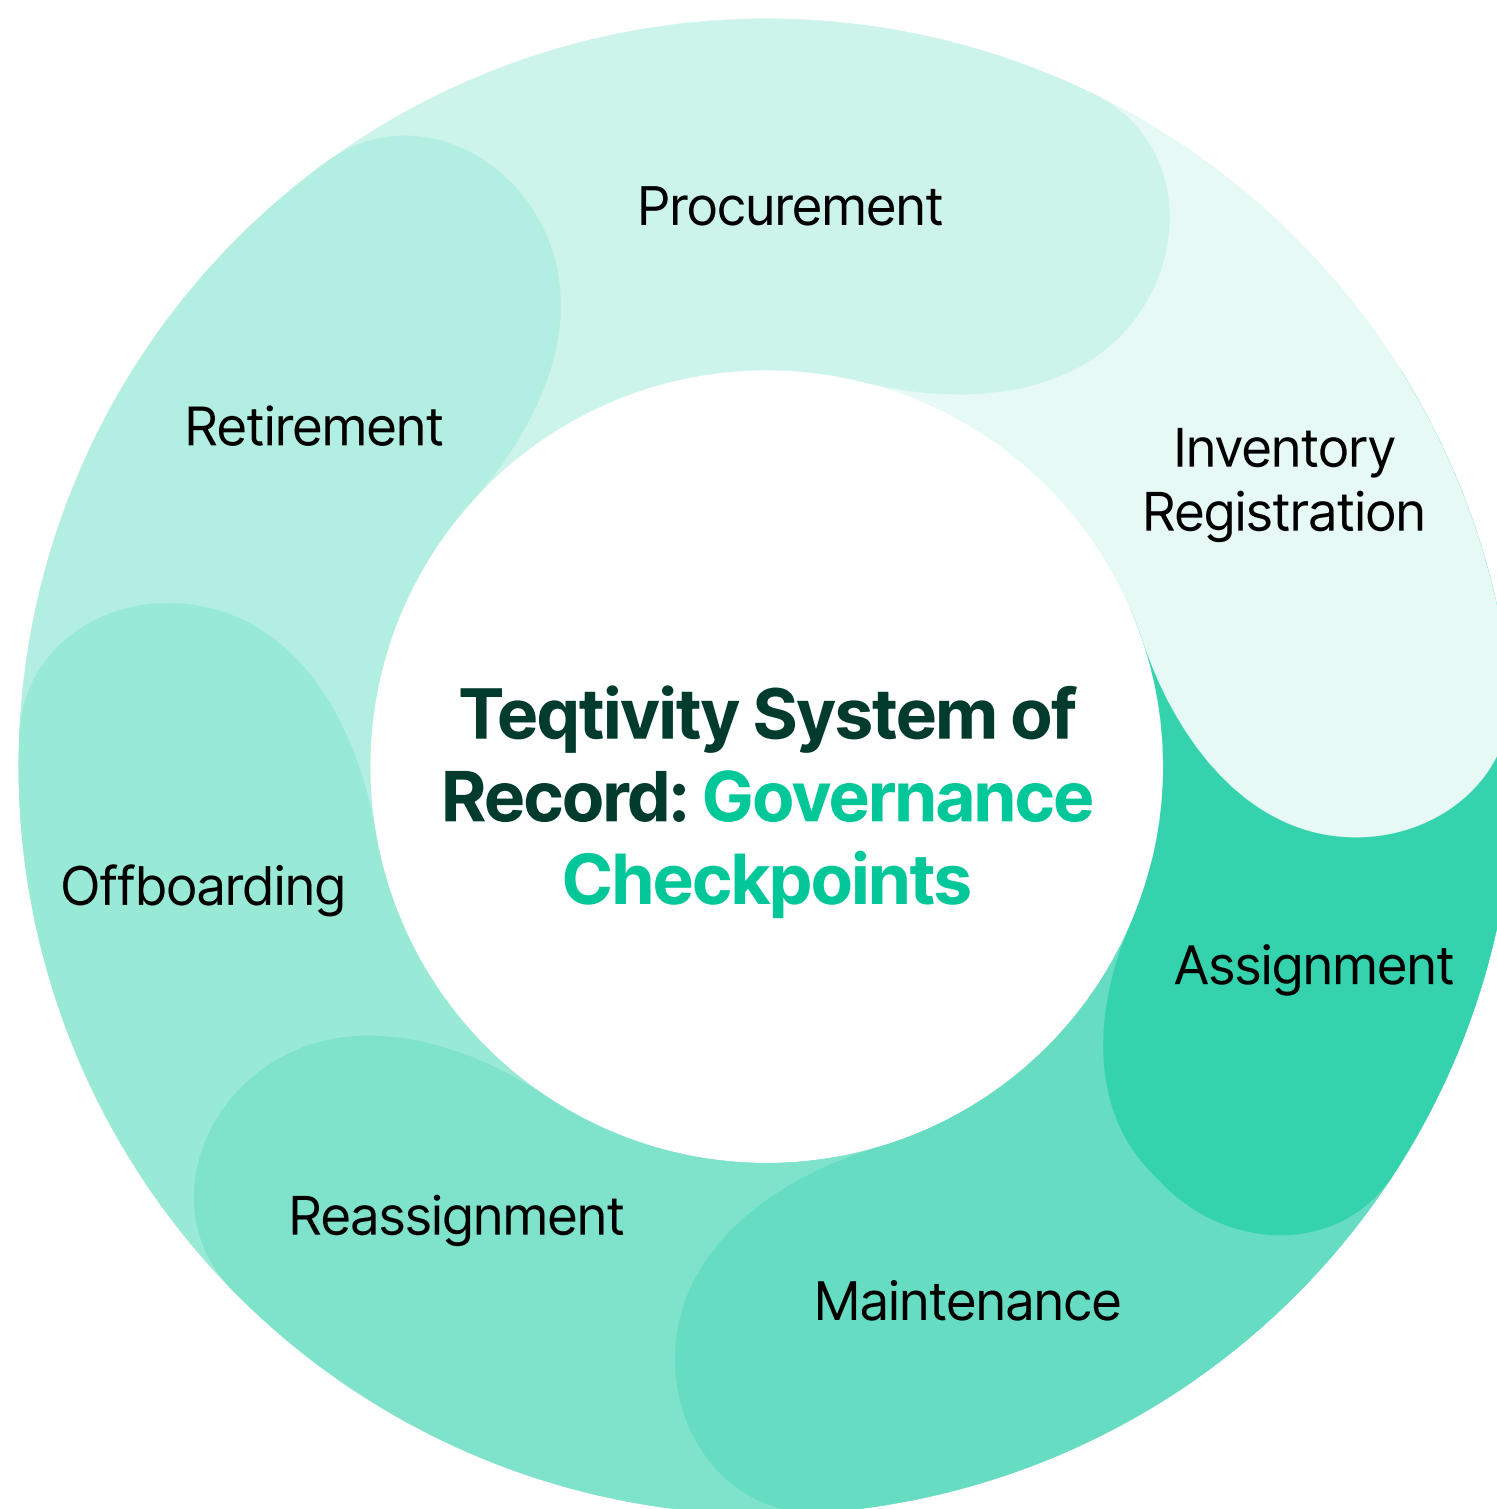 Procurement
Inventory
Registration
Assignment
Maintenance
Reassignment
Offboarding
Retirement
Teqtivity System of
Record: Governance
Checkpoints